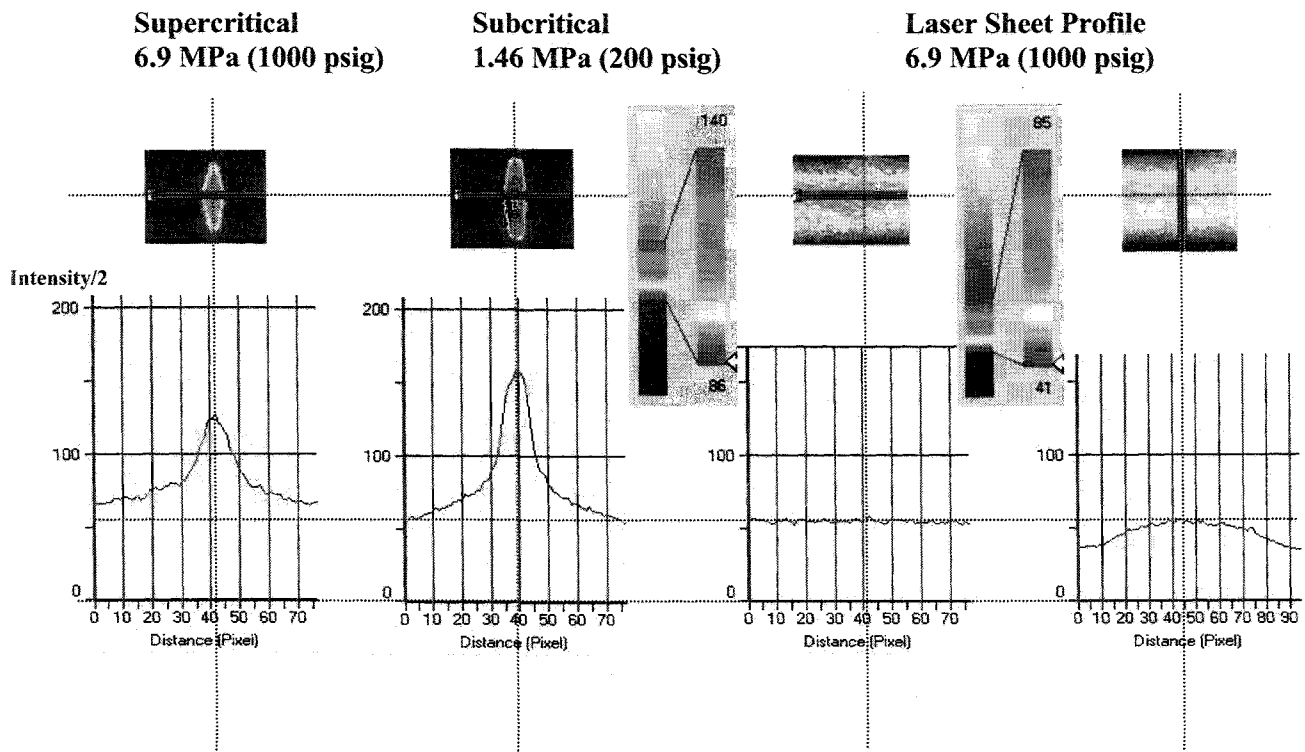 Supercritical
6.9 MPa (1000 psig)
Subcritical
1.46 MPa (200 psig)
Laser Sheet Profile
6.9 MPa (1000 psig)
140
86
85
41
Intensity/2
200
100
0
0 10 20 30 40 50 60 70
Distance (Pixel)
200
100
0
0 10 20 30 40 50 60 70
Distance (Pixel)
100
0
0 10 20 30 40 50 60 70
Distance (Pixel)
100
0
0 10 20 30 40 50 60 70 80 90
Distance (Pixel)